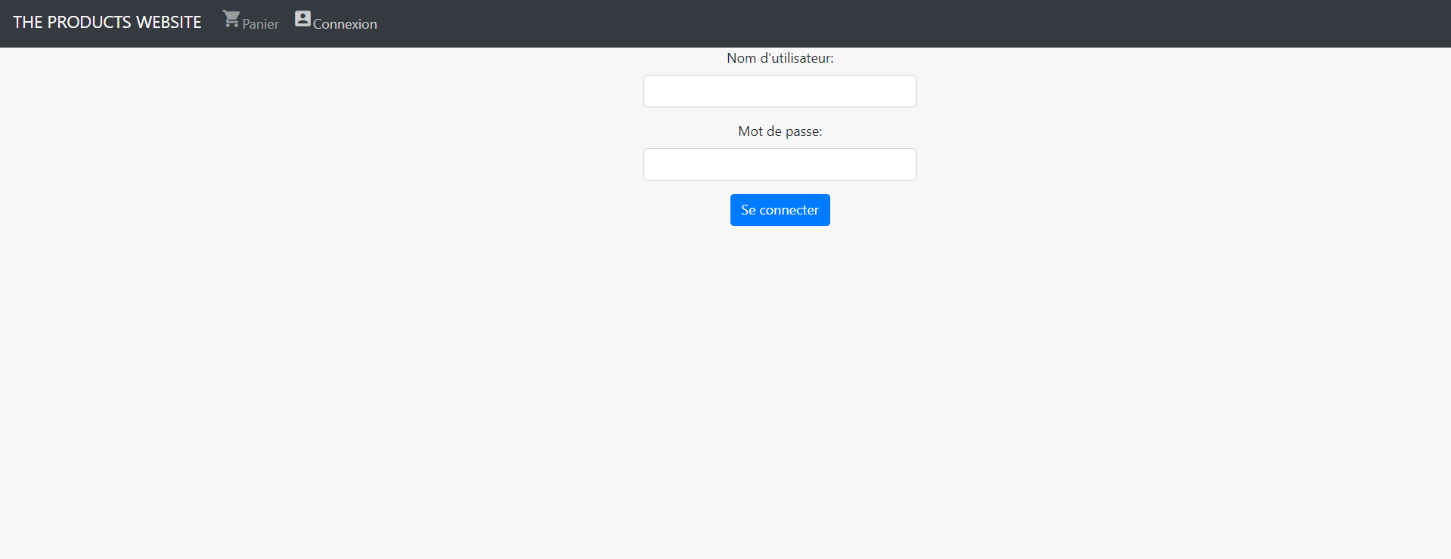 THE PRODUCTS WEBSITE Panier Connexion
Nom d'utilisateur:
Mot de passe:
Se connecter